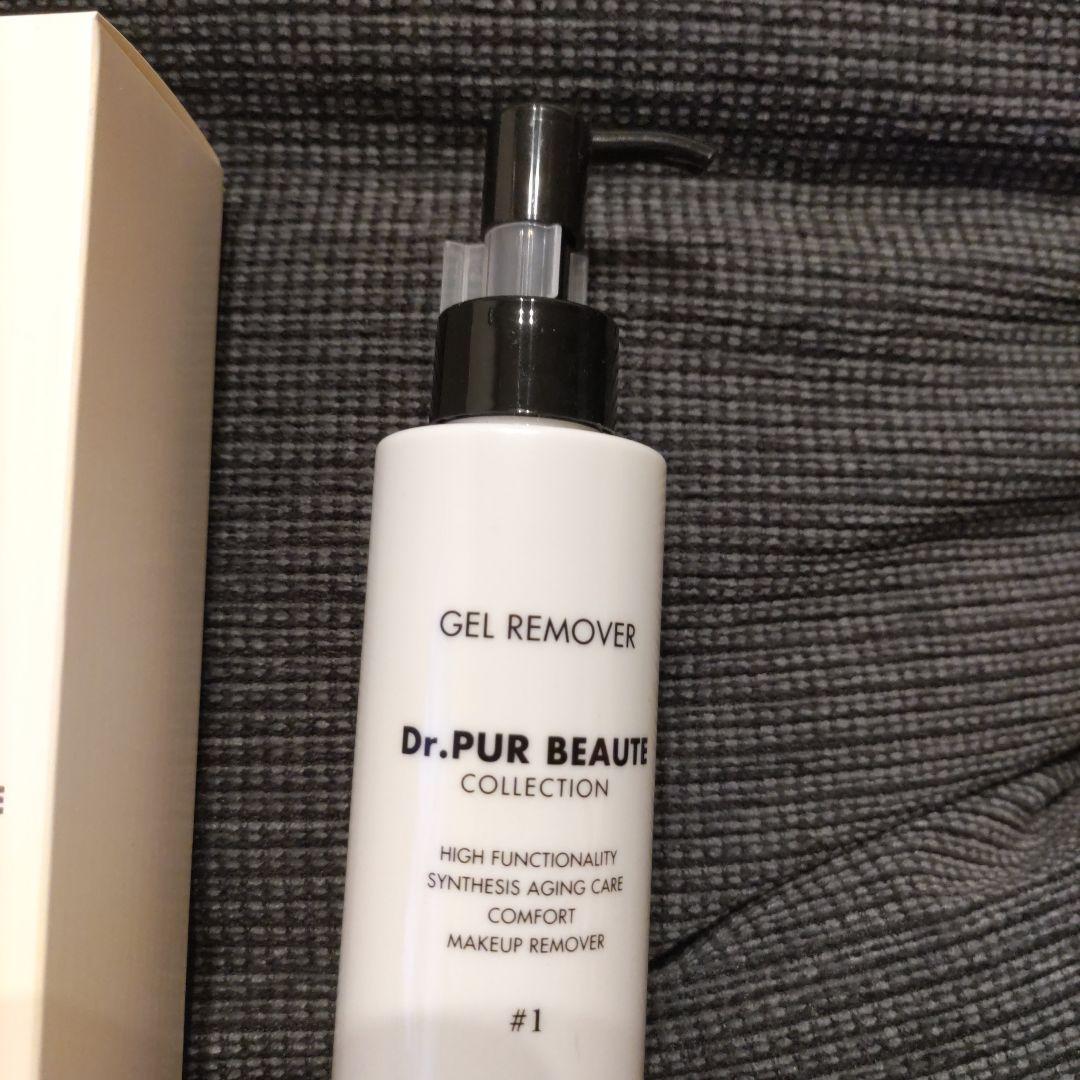 GEL REMOVER
Dr.PUR BEAUTE
COLLECTION
HIGH FUNCTIONALITY
SYNTHESIS AGING CARE
COMFORT
MAKEUP REMOVER
#1